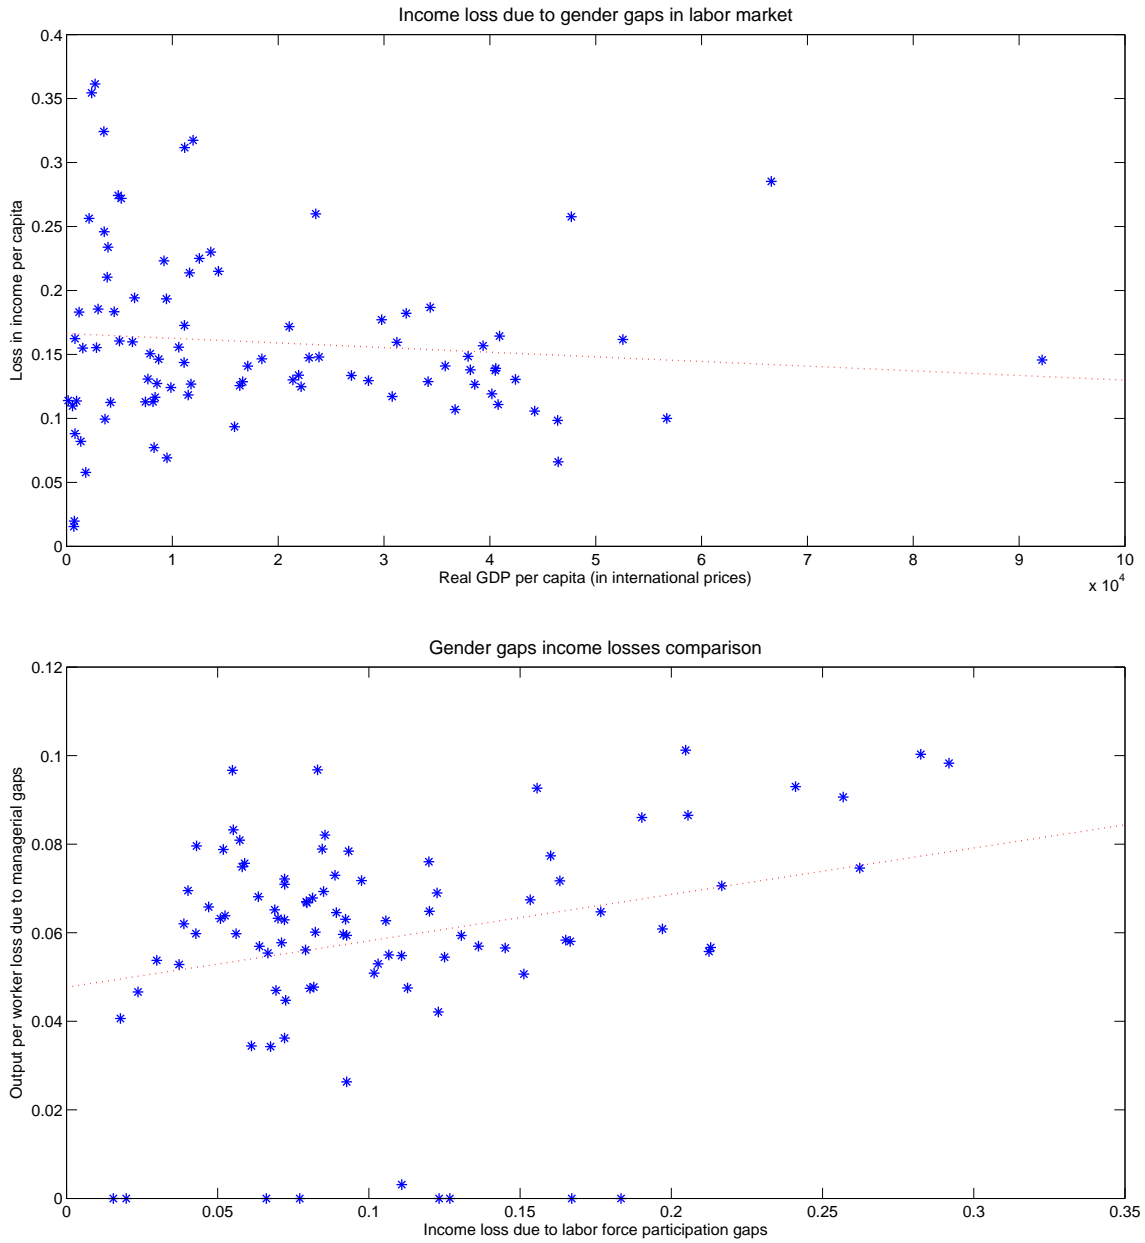 Income loss due to gender gaps in labor market
0.4
0.35
0.3
0.25
0.2
0.15
0.1
0.05
0
Loss in income per capita
0 1 2 3 4 5 6 7 8 9 10
Real GDP per capita (in international prices)
x 10^4
Gender gaps income losses comparison
0.12
0.1
0.08
0.06
0.04
0.02
0
Output per worker loss due to managerial gaps
0 0.05 0.1 0.15 0.2 0.25 0.3 0.35
Income loss due to labor force participation gaps